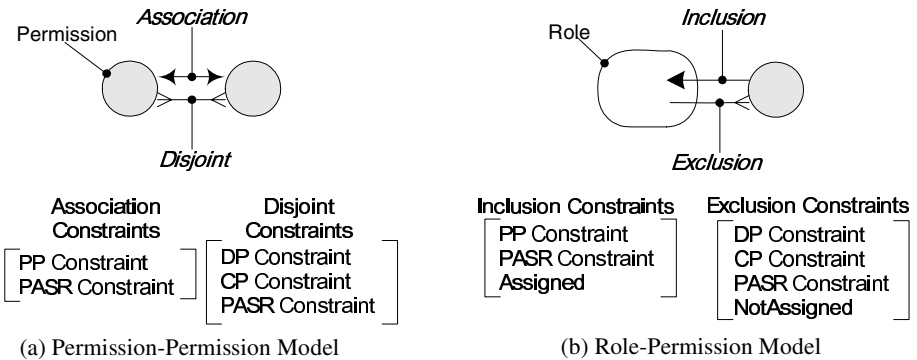 Association
Permission
Disjoint
Association
Constraints
PP Constraint
PASR Constraint
Disjoint
Constraints
DP Constraint
CP Constraint
PASR Constraint
(a) Permission-Permission Model
Inclusion
Role
Exclusion
Inclusion Constraints
PP Constraint
PASR Constraint
Assigned
Exclusion Constraints
DP Constraint
CP Constraint
PASR Constraint
NotAssigned
(b) Role-Permission Model